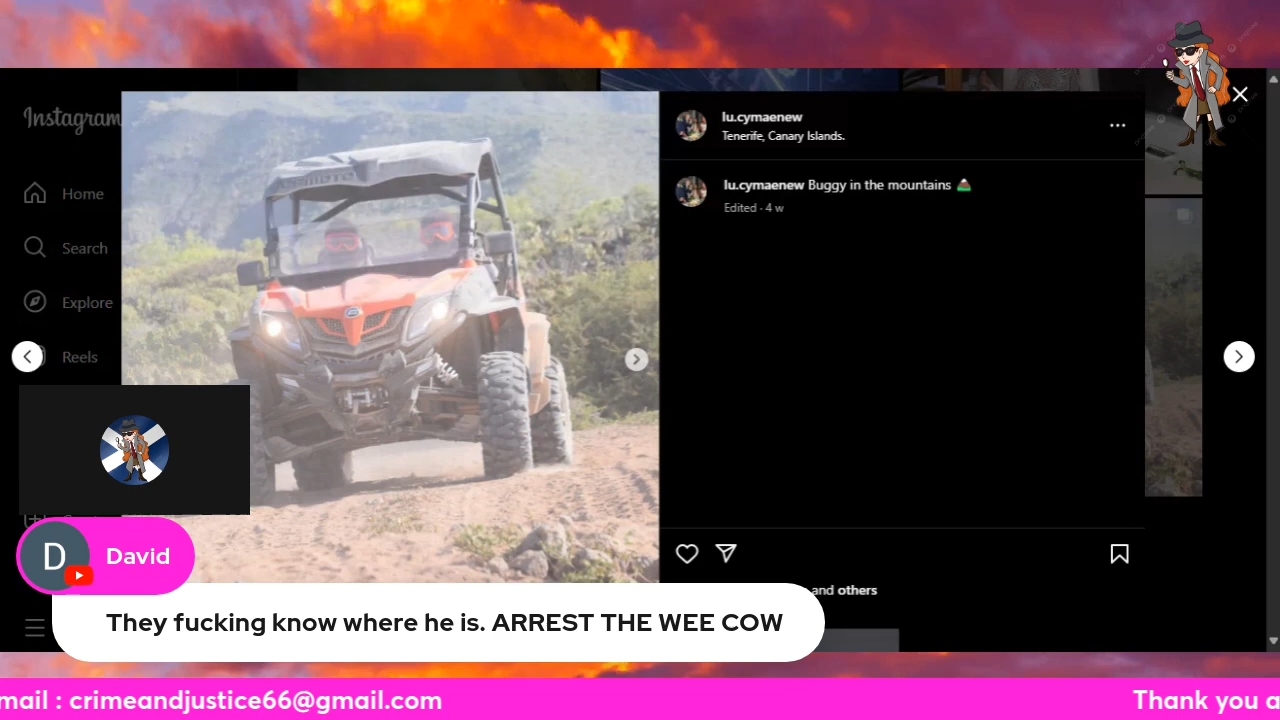 Instagram
Home
Search
Explore
Reels
lu.cymaenew
Tenerife, Canary Islands.
lu.cymaenew Buggy in the mountains
Edited · 4 w
and others
D
David
They fucking know where he is. ARREST THE WEE COW
mail : crimeandjustice66@gmail.com
Thank you a